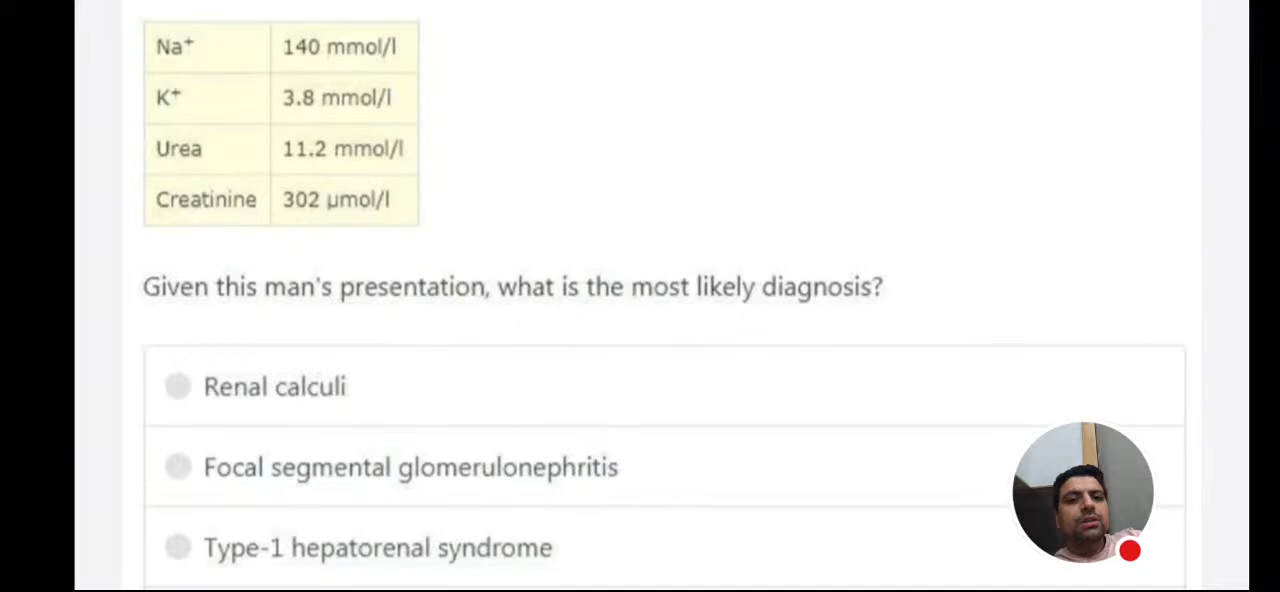 Na⁺ 140 mmol/l
K⁺ 3.8 mmol/l
Urea 11.2 mmol/l
Creatinine 302 µmol/l
Given this man's presentation, what is the most likely diagnosis?
Renal calculi
Focal segmental glomerulonephritis
Type-1 hepatorenal syndrome